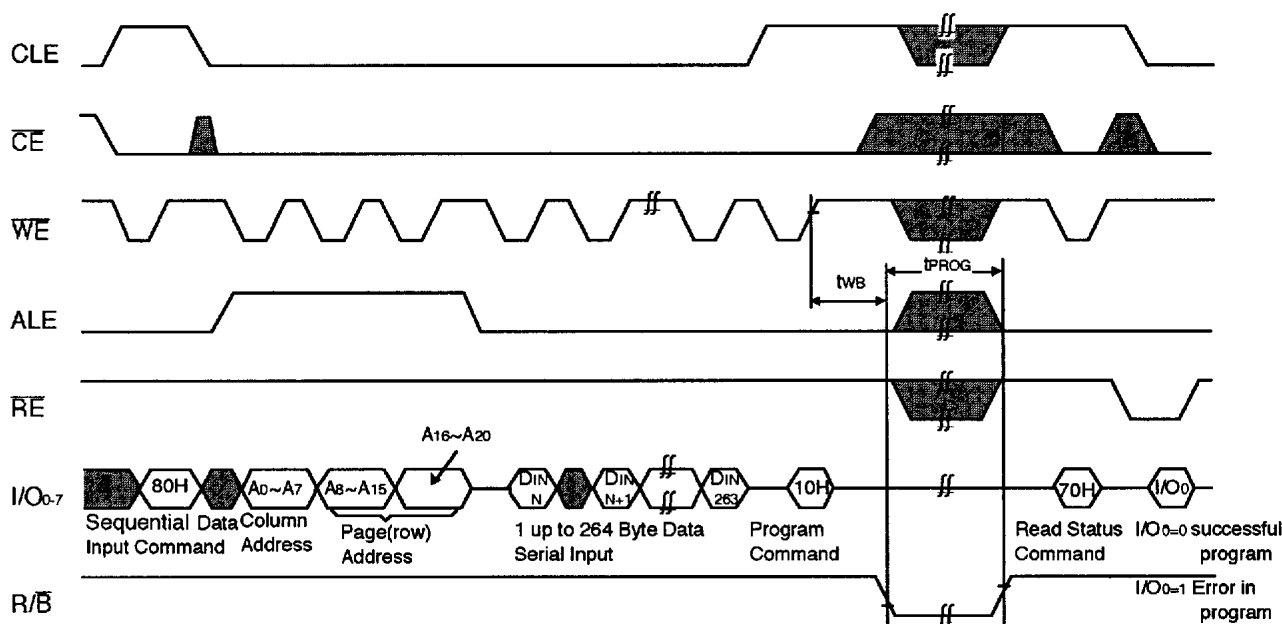 CLE
CE
WE
tPROG
tWB
ALE
RE
A16~A20
I/O0-7
80H
A0~A7
A8~A15
DIN N
DIN N+1
DIN 263
10H
70H
I/O0
Sequential Data Input Command
Column Address
Page(row) Address
1 up to 264 Byte Data Serial Input
Program Command
Read Status Command
I/O0=0 successful program
I/O0=1 Error in program
R/B